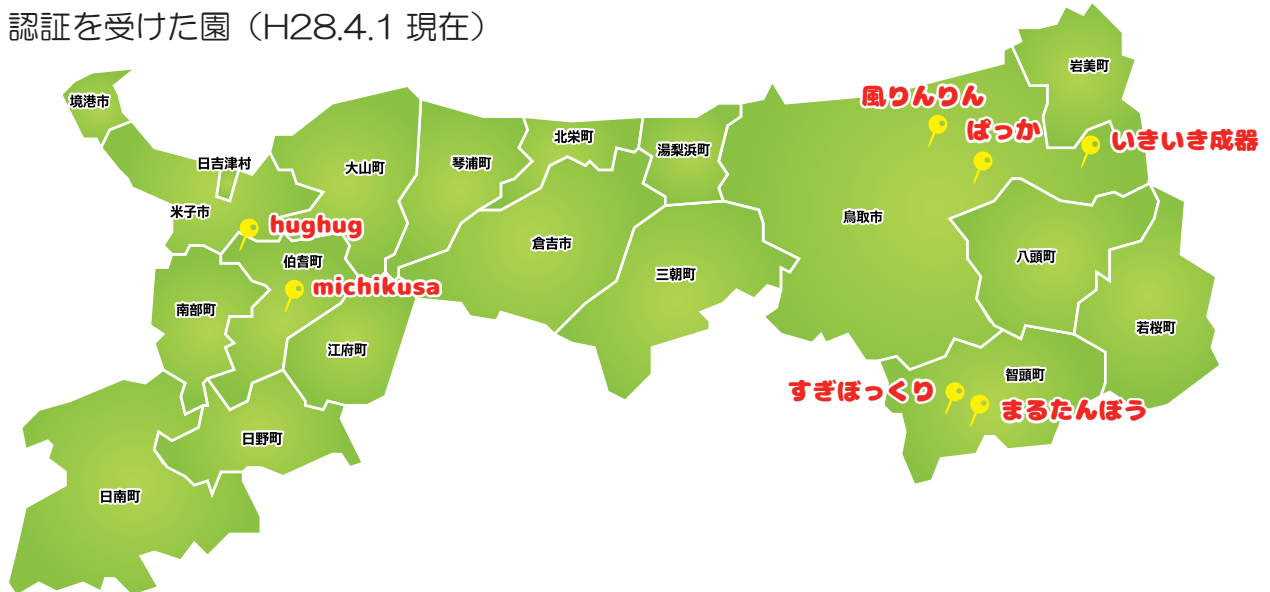 認証を受けた園（H28.4.1 現在）
境港市
岩美町
風りんりん
ぱっか
いきいき成器
北栄町
日吉津村
大山町
琴浦町
湯梨浜町
米子市
hughug
鳥取市
倉吉市
八頭町
伯耆町
三朝町
michikusa
南部町
若桜町
江府町
智頭町
すぎぼっくり
まるたんぼう
日野町
日南町